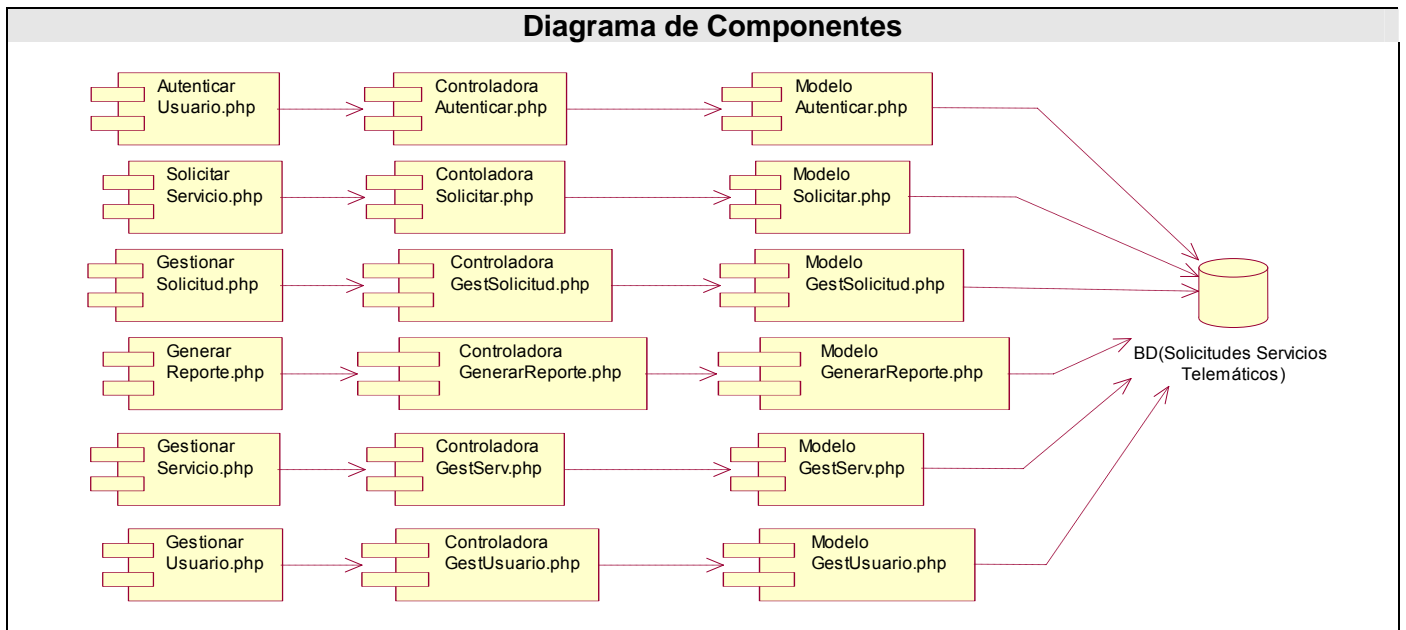 Diagrama de Componentes
Autenticar
Usuario.php
Controladora
Autenticar.php
Modelo
Autenticar.php
Solicitar
Servicio.php
Contoladora
Solicitar.php
Modelo
Solicitar.php
Gestionar
Solicitud.php
Controladora
GestSolicitud.php
Modelo
GestSolicitud.php
Generar
Reporte.php
Controladora
GenerarReporte.php
Modelo
GenerarReporte.php
BD(Solicitudes Servicios
Telemáticos)
Gestionar
Servicio.php
Controladora
GestServ.php
Modelo
GestServ.php
Gestionar
Usuario.php
Controladora
GestUsuario.php
Modelo
GestUsuario.php